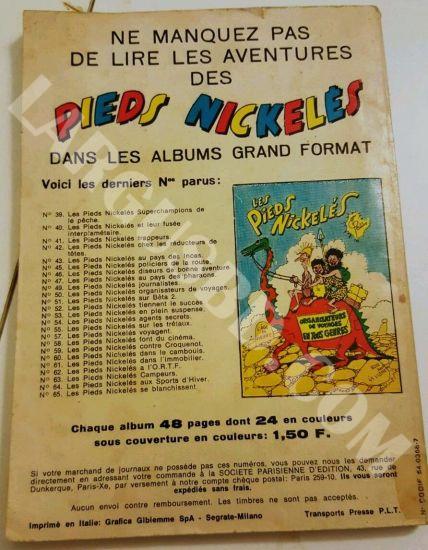 NE MANQUEZ PAS
DE LIRE LES AVENTURES
DES
PIEDS NICKELÉS
DANS LES ALBUMS GRAND FORMAT
Voici les derniers Nos parus:
N° 39. Les Pieds Nickelés Superchampions de
la pêche.
N° 40. Les Pieds Nickelés et leur fusée
interplanétaire.
N° 41. Les Pieds Nickelés trappeurs.
N° 42. Les Pieds Nickelés chez les réducteurs de
têtes.
N° 43. Les Pieds Nickelés au pays des Incas.
N° 45. Les Pieds Nickelés policiers de la route.
N° 46. Les Pieds Nickelés diseurs de bonne aventure
N° 47. Les Pieds Nickelés au pays des pharaons.
N° 49. Les Pieds Nickelés journalistes.
N° 50. Les Pieds Nickelés organisateurs de voyages.
N° 51. Les Pieds Nickelés sur Bêta 2.
N° 52. Les Pieds Nickelés tiennent le succès
N° 53. Les Pieds Nickelés en plein suspense.
N° 54. Les Pieds Nickelés agents secrets.
N° 55. Les Pieds Nickelés sur les trétaux.
N° 57. Les Pieds Nickelés voyagent.
N° 58. Les Pieds Nickelés font du cinéma.
N° 59. Les Pieds Nickelés contre Croquenot.
N° 60. Les Pieds Nickelés dans le cambouis.
N° 61. Les Pieds Nickelés dans l'immobilier.
Les Pieds Nickelés à l'O.R.T.F.
N° 62. Les Pieds Nickelés Campeurs.
Les Pieds Nickelés aux Sports d'Hiver.
N° 65. Les Pieds Nickelés se blanchissent.
LES
PIEDS
NICKELÉS
ORGANISATEURS
DE VOYAGES
EN TOUS GENRES
Chaque album 48 pages dont 24 en couleurs
sous couverture en couleurs: 1,50 F.
Si votre marchand de journaux ne possède pas ces numéros, vous pouvez nous les demander
directement en adressant votre commande à la SOCIETE PARISIENNE D'EDITION, 43, rue de
Dunkerque, Paris-Xe, par versement à notre compte chèque postal: Paris 259-10. Ils vous seront
expédiés sans frais.
Aucun envoi contre remboursement. Les timbres ne sont pas acceptés.
Imprimé en Italie: Grafica Gibiemme SpA - Segrate-Milano
Transports Presse P.L.T.